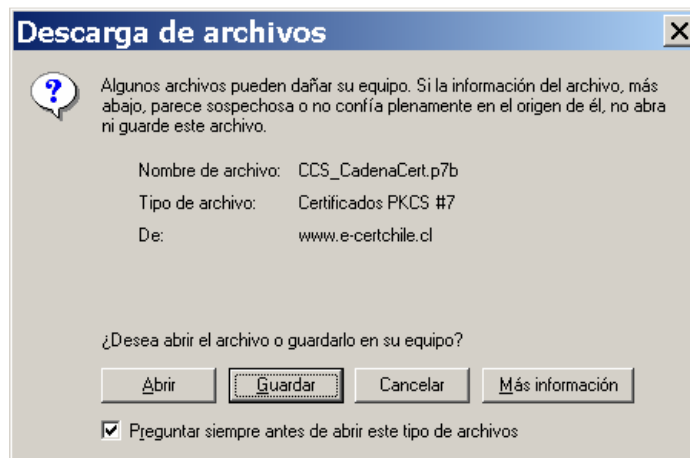 Descarga de archivos
Algunos archivos pueden dañar su equipo. Si la información del archivo, más
abajo, parece sospechosa o no confía plenamente en el origen de él, no abra
ni guarde este archivo.
Nombre de archivo: CCS_CadenaCert.p7b
Tipo de archivo: Certificados PKCS #7
De: www.e-certchile.cl
¿Desea abrir el archivo o guardarlo en su equipo?
Abrir Guardar Cancelar Más información
Preguntar siempre antes de abrir este tipo de archivos